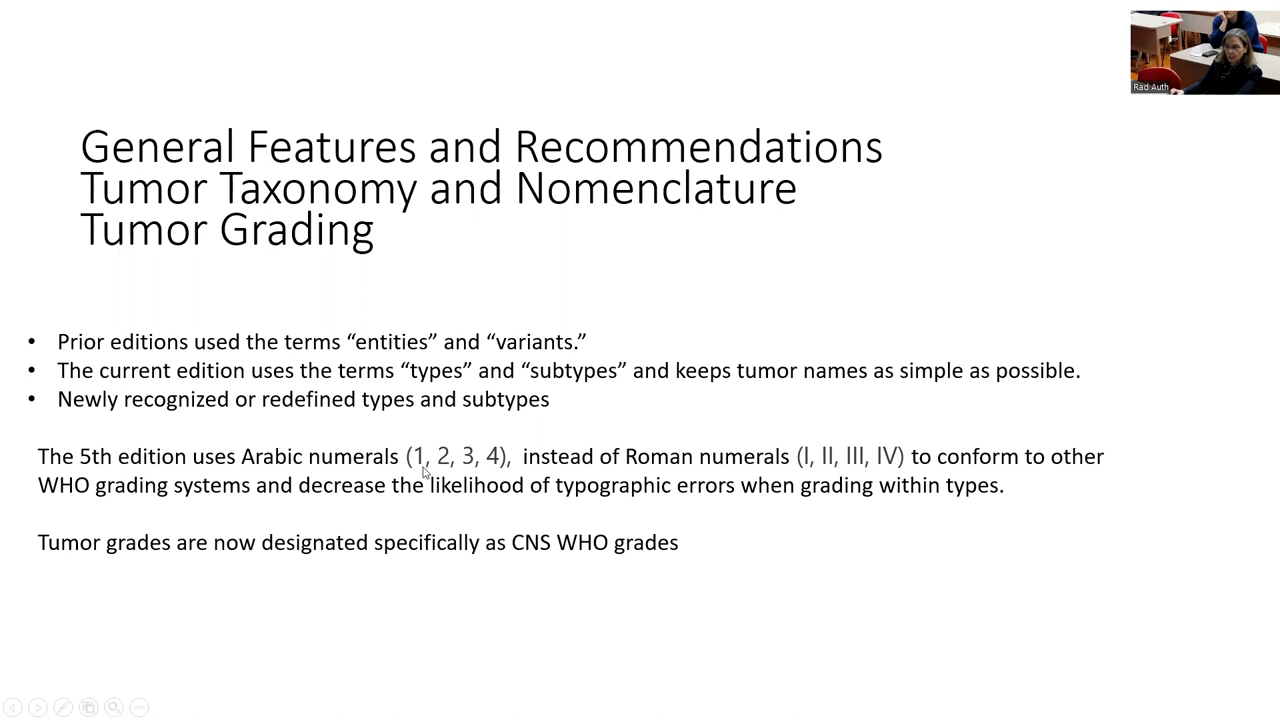 Rad Auth
General Features and Recommendations
Tumor Taxonomy and Nomenclature
Tumor Grading
• Prior editions used the terms “entities” and “variants.”
• The current edition uses the terms “types” and “subtypes” and keeps tumor names as simple as possible.
• Newly recognized or redefined types and subtypes
The 5th edition uses Arabic numerals (1, 2, 3, 4), instead of Roman numerals (I, II, III, IV) to conform to other
WHO grading systems and decrease the likelihood of typographic errors when grading within types.
Tumor grades are now designated specifically as CNS WHO grades